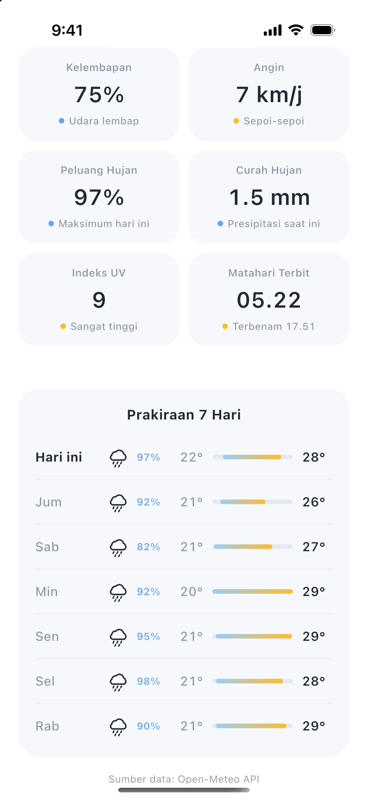 9:41
Kelembapan
75%
Udara lembap
Angin
7 km/j
Sepoi-sepoi
Peluang Hujan
97%
Maksimum hari ini
Curah Hujan
1.5 mm
Presipitasi saat ini
Indeks UV
9
Sangat tinggi
Matahari Terbit
05.22
Terbenam 17.51
Prakiraan 7 Hari
Hari ini 97% 22° 28°
Jum 92% 21° 26°
Sab 82% 21° 27°
Min 92% 20° 29°
Sen 95% 21° 29°
Sel 98% 21° 28°
Rab 90% 21° 29°
Sumber data: Open-Meteo API